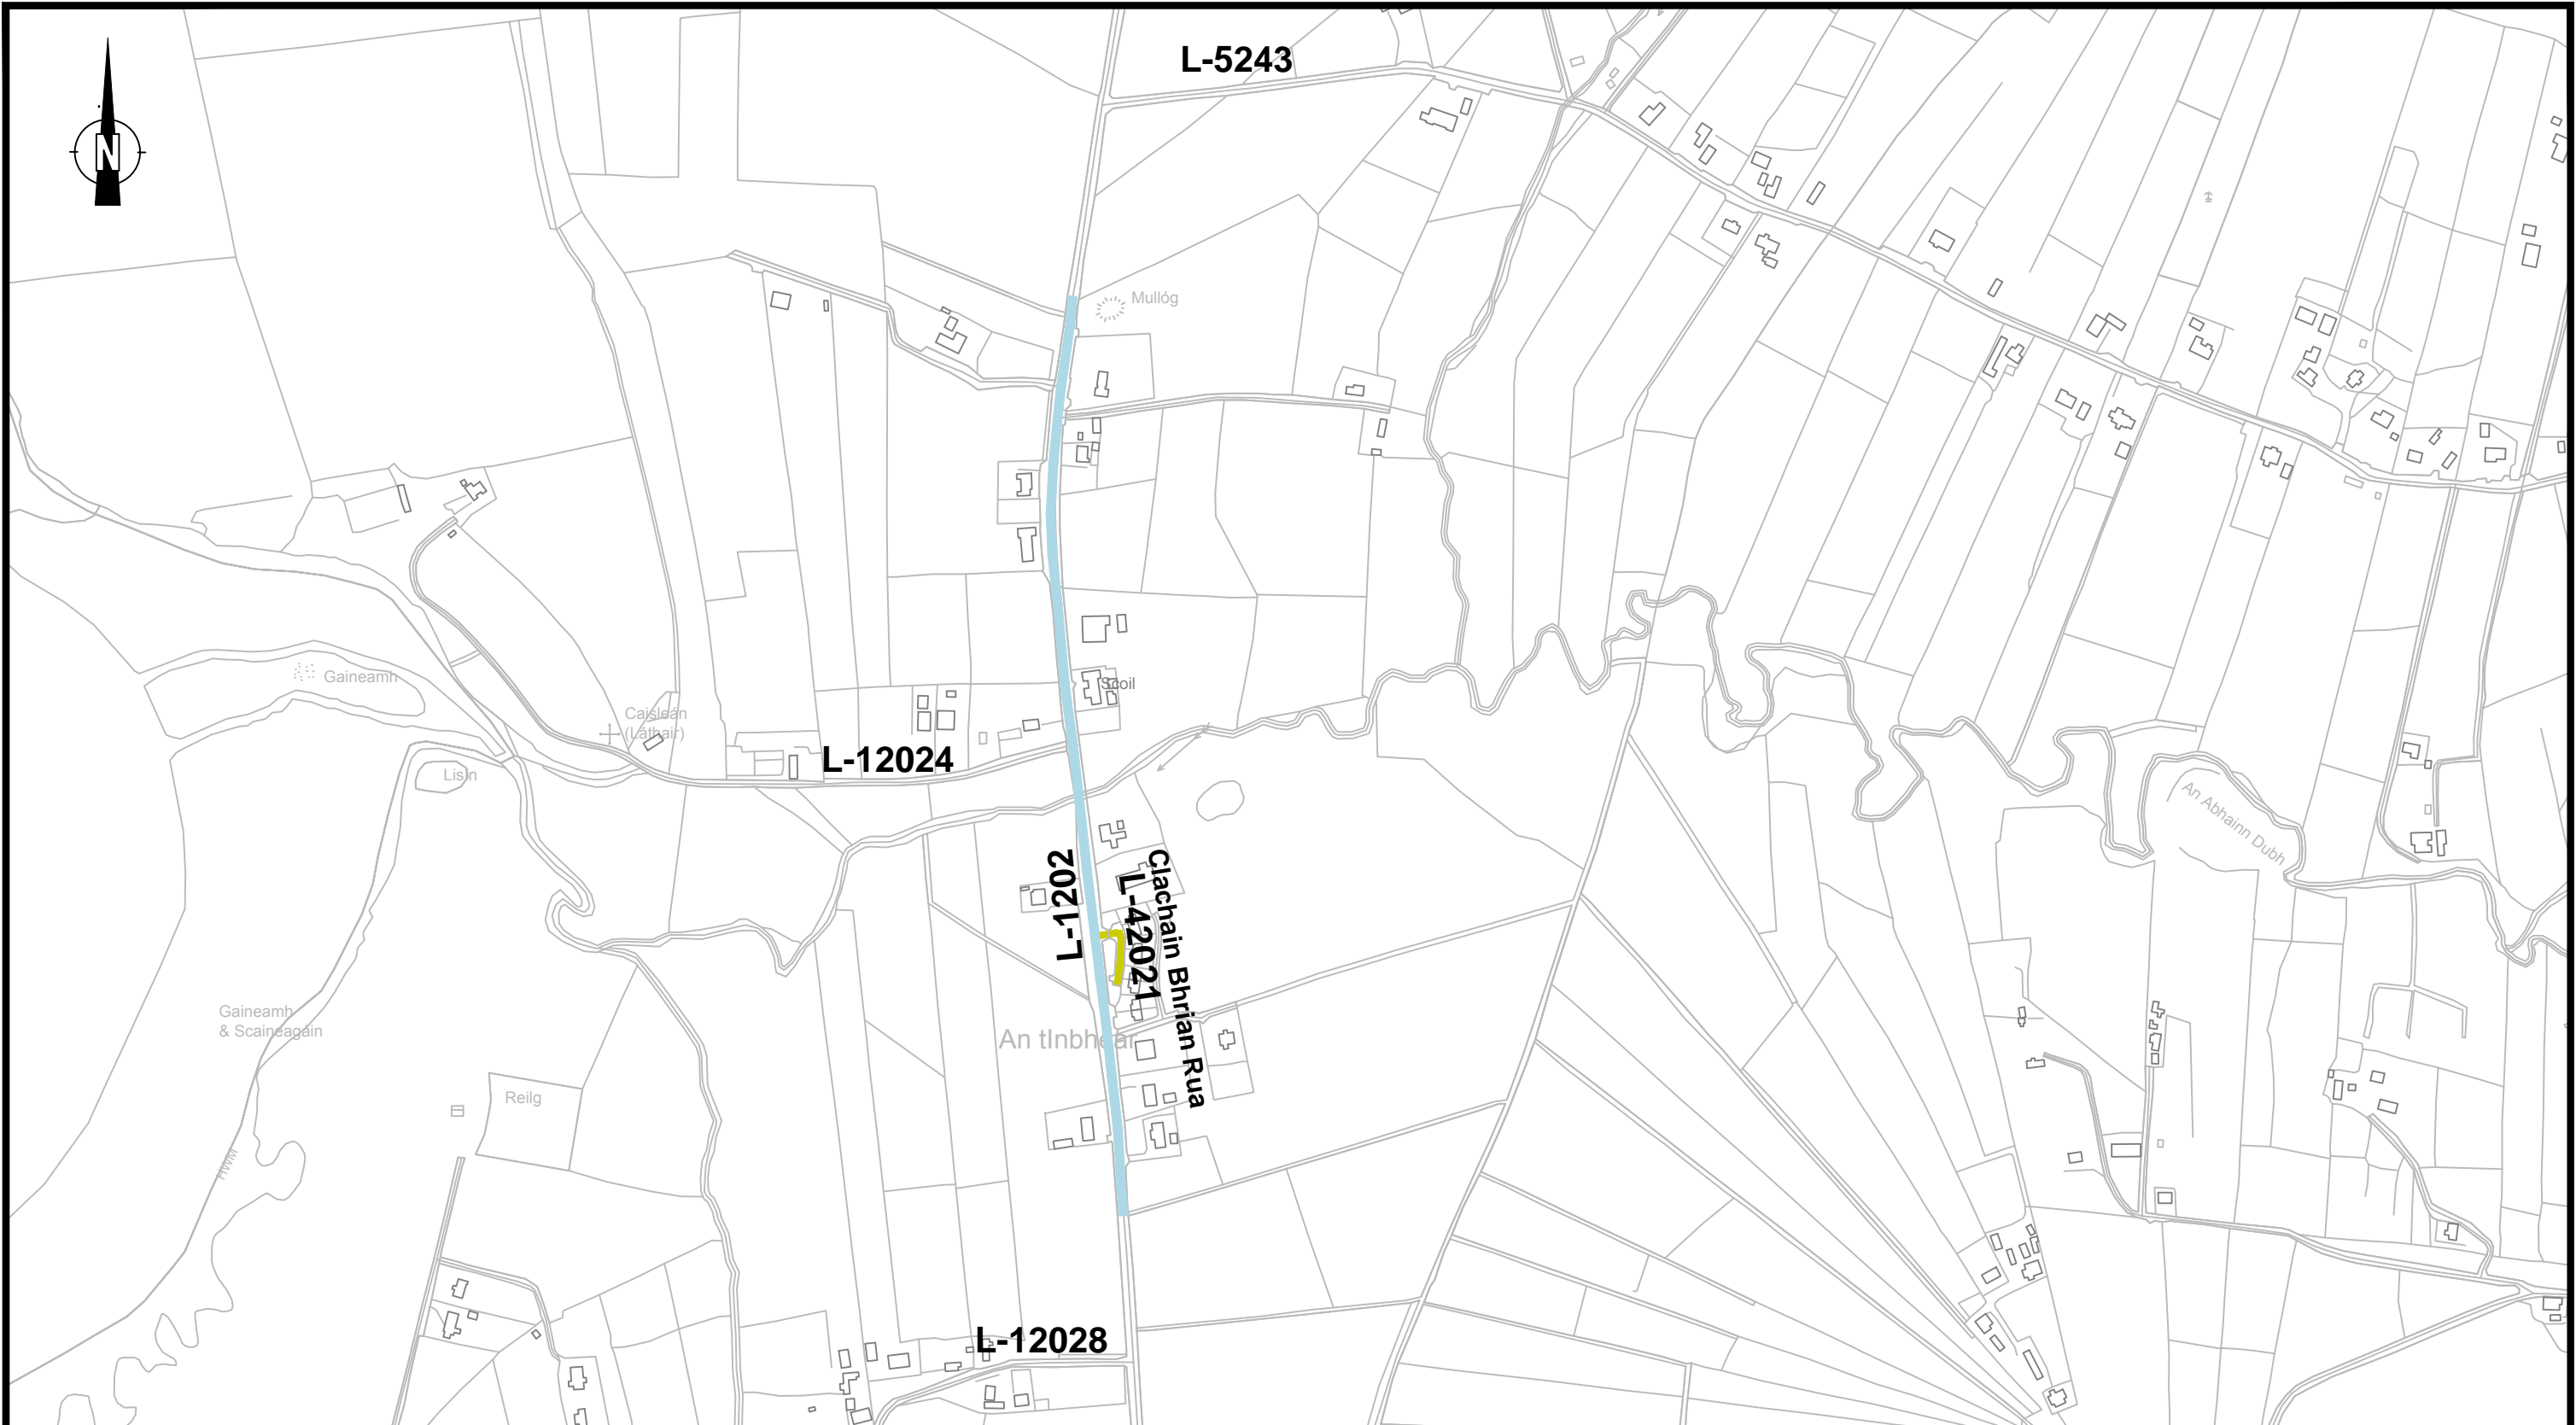 L-5243
N
Mullóg
Scoil
Gaineamh
Caisleán
(Láthair)
L-12024
Lisín
An Abhainn Dubh
L-1202
L-42021
Clachain Bhrian Rua
Gaineamh
& Scaineagáin
An tInbhear
Reilg
HWM
L-12028